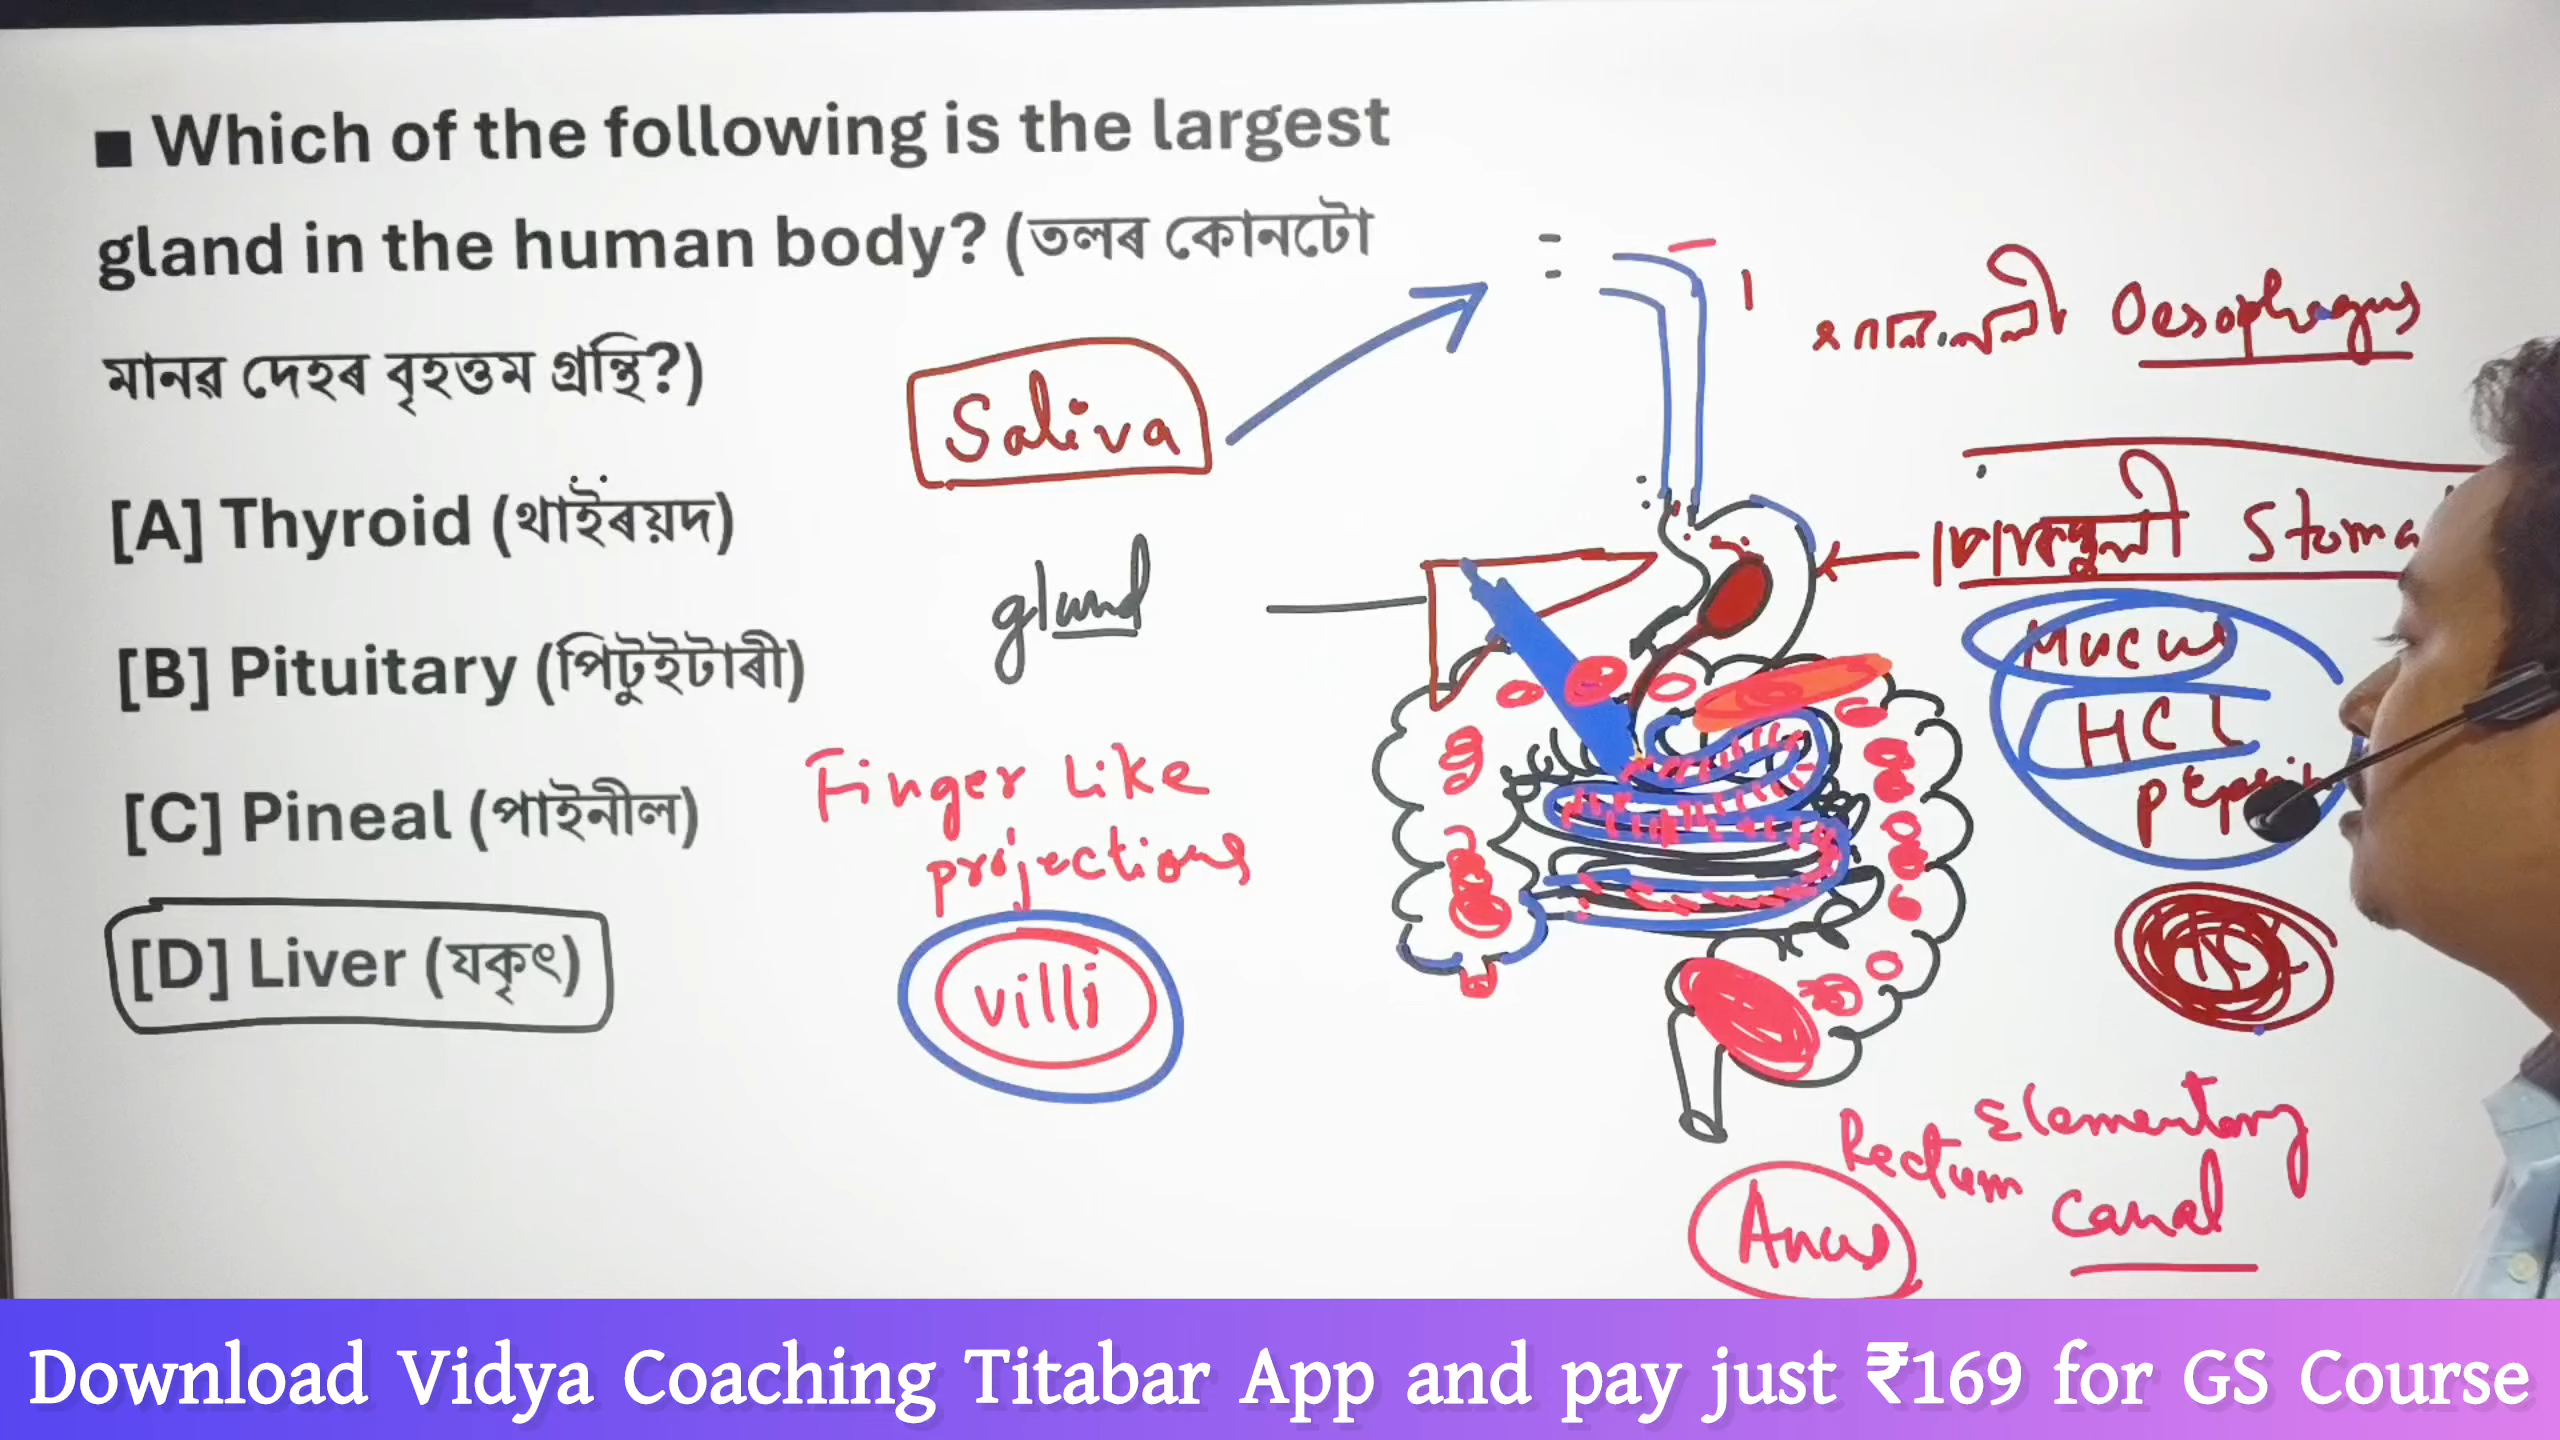 ■ Which of the following is the largest
gland in the human body? (তলৰ কোনটো
মানৱ দেহৰ বৃহত্তম গ্ৰন্থি?)
[A] Thyroid (থাইৰয়দ)
[B] Pituitary (পিটুইটাৰী)
[C] Pineal (পাইনীল)
[D] Liver (যকৃৎ)
Saliva
gland
Finger Like
projections
villi
Oesophagus
Stoma
Mucus
HCl
Rectum
Anus
Elementory
canal
Download Vidya Coaching Titabar App and pay just ₹169 for GS Course